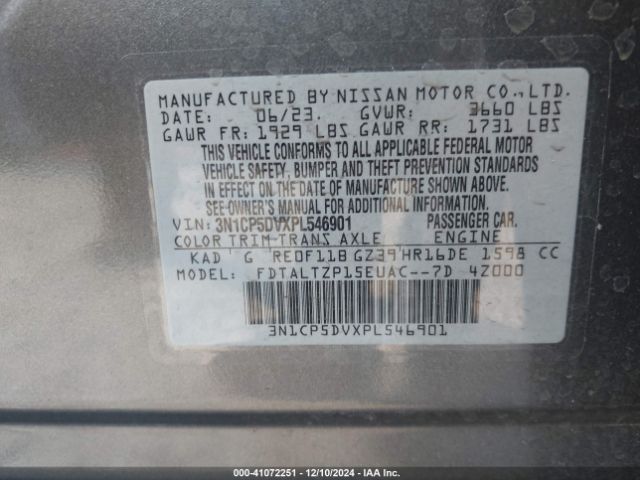 MANUFACTURED BY NISSAN MOTOR CO.,LTD.
DATE: 06/23. GVWR: 3660 LBS
GAWR FR: 1929 LBS GAWR RR: 1731 LBS
THIS VEHICLE CONFORMS TO ALL APPLICABLE FEDERAL MOTOR
VEHICLE SAFETY, BUMPER AND THEFT PREVENTION STANDARDS
IN EFFECT ON THE DATE OF MANUFACTURE SHOWN ABOVE.
SEE OWNER'S MANUAL FOR ADDITIONAL INFORMATION.
VIN: 3N1CP5DVXPL546901 PASSENGER CAR.
COLOR TRIM TRANS AXLE ENGINE
KAD G RE0F11B GZ39 HR16DE 1598 CC
MODEL: FDTALTZP15EUAC--7D 4Z000
3N1CP5DVXPL546901
000-41072251 | 12/10/2024 | IAA Inc.